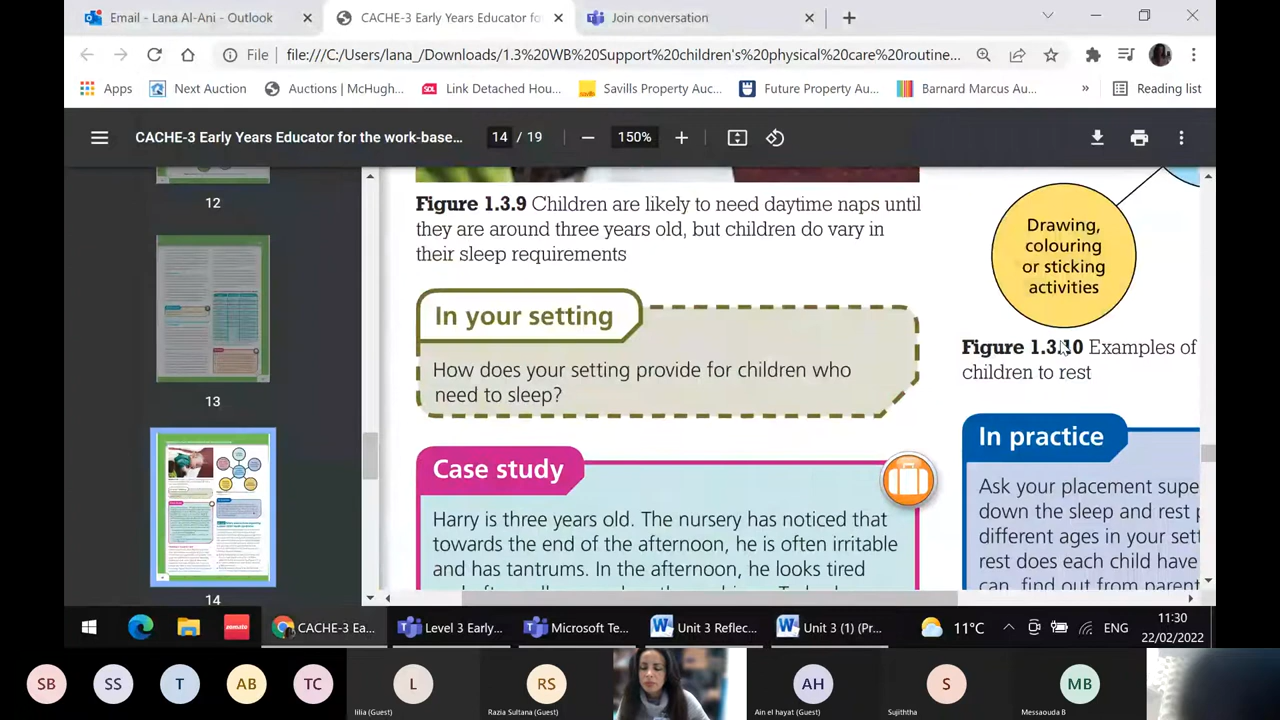 Email - Lana Al-Ani - Outlook
CACHE-3 Early Years Educator fo
Join conversation
File
file:///C:/Users/lana_/Downloads/1.3%20WB%20Support%20children's%20physical%20care%20routine...
Apps
Next Auction
Auctions | McHugh...
Link Detached Hou...
Savills Property Auc...
Future Property Au...
Barnard Marcus Au...
»
Reading list
CACHE-3 Early Years Educator for the work-base...
14 / 19
150%
12
13
14
Figure 1.3.9 Children are likely to need daytime naps until
they are around three years old, but children do vary in
their sleep requirements
In your setting
How does your setting provide for children who
need to sleep?
Case study
Harry is three years old. The nursery has noticed that
towards the end of the afternoon, he is often irritable
and has tantrums. In the afternoon, he looks tired
Drawing,
colouring
or sticking
activities
Figure 1.3.10 Examples of
children to rest
In practice
Ask your placement supe
down the sleep and rest p
different ages in your sett
rest does each child have
can, find out from parent
CACHE-3 Ea...
Level 3 Early...
Microsoft Te...
Unit 3 Reflec...
Unit 3 (1) (Pr...
11°C
ENG
11:30
22/02/2022
SB
SS
T
AB
TC
L
lilia (Guest)
RS
Razia Sultana (Guest)
AH
Ain el hayat (Guest)
S
Sujiththa
MB
Messaouda B